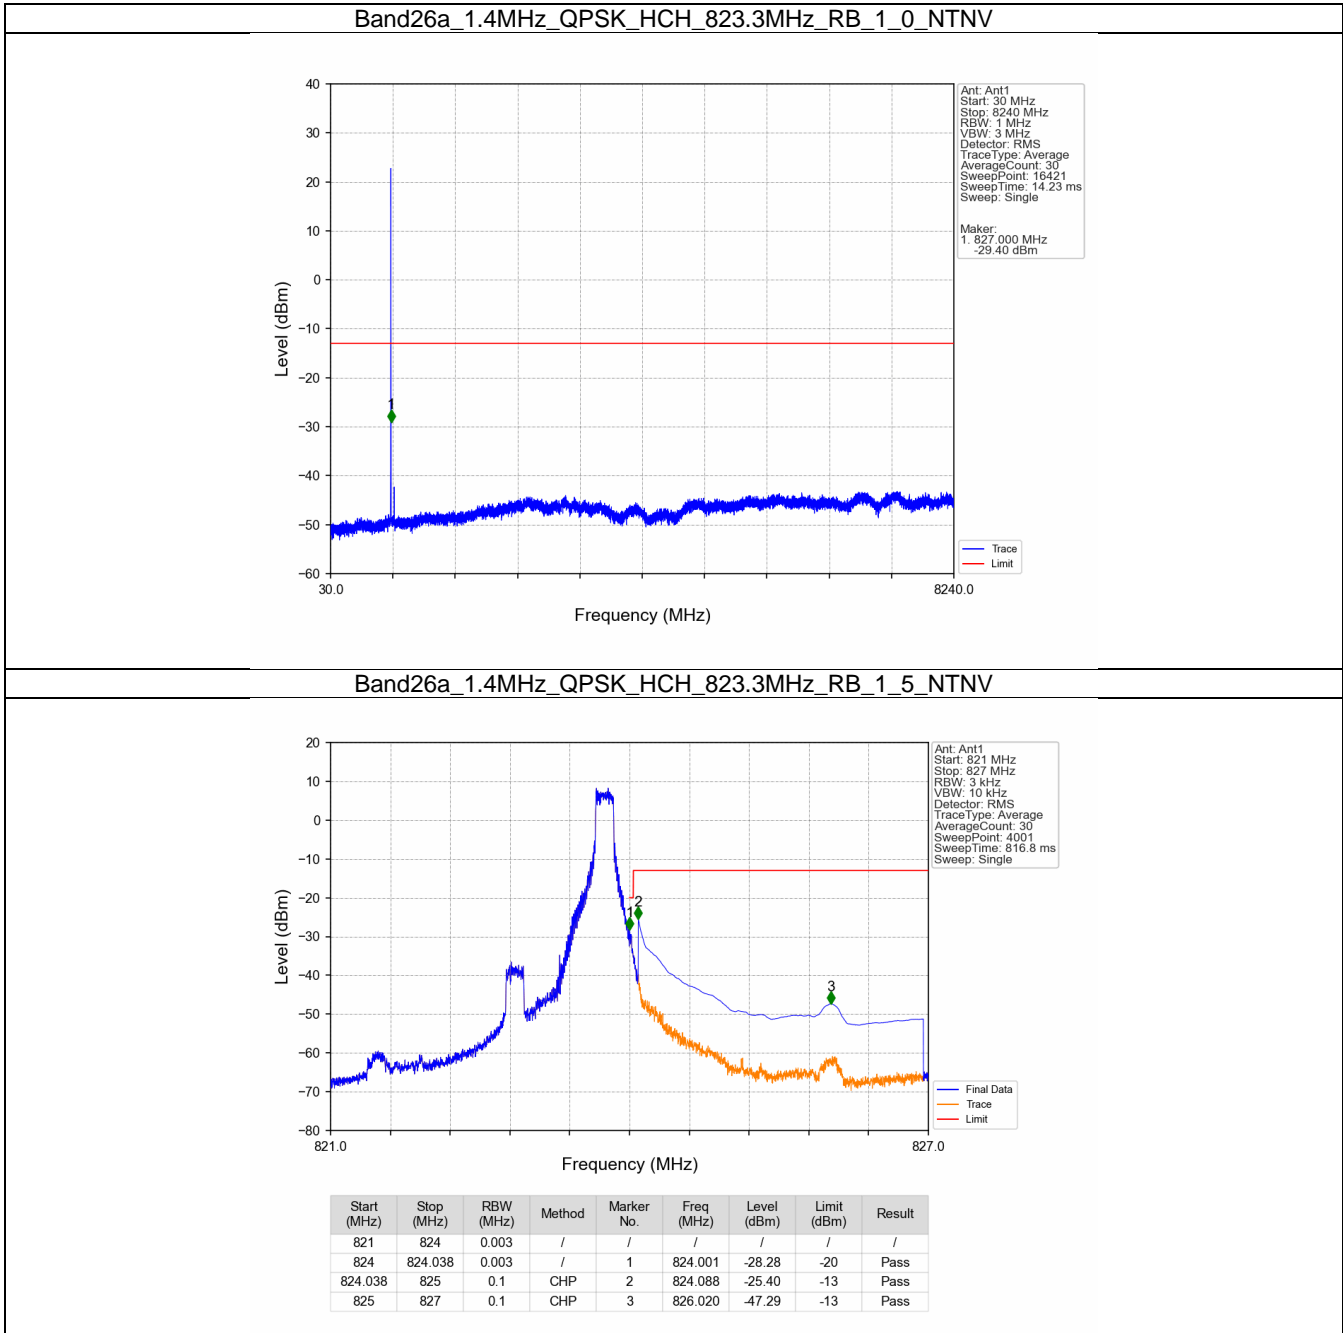 Band26a_1.4MHz_QPSK_HCH_823.3MHz_RB_1_0_NTNV
40
30
20
10
0
−10
−20
−30
−40
−50
−60
Level (dBm)
1
30.0
8240.0
Frequency (MHz)
Ant: Ant1
Start: 30 MHz
Stop: 8240 MHz
RBW: 1 MHz
VBW: 3 MHz
Detector: RMS
TraceType: Average
AverageCount: 30
SweepPoint: 16421
SweepTime: 14.23 ms
Sweep: Single
Maker:
1. 827.000 MHz
-29.40 dBm
Trace
Limit
Band26a_1.4MHz_QPSK_HCH_823.3MHz_RB_1_5_NTNV
20
10
0
−10
−20
−30
−40
−50
−60
−70
−80
Level (dBm)
1
2
3
821.0
827.0
Frequency (MHz)
Ant: Ant1
Start: 821 MHz
Stop: 827 MHz
RBW: 3 kHz
VBW: 10 kHz
Detector: RMS
TraceType: Average
AverageCount: 30
SweepPoint: 4001
SweepTime: 816.8 ms
Sweep: Single
Final Data
Trace
Limit
Start (MHz) Stop (MHz) RBW (MHz) Method Marker No. Freq (MHz) Level (dBm) Limit (dBm) Result
821 824 0.003 / / / / / /
824 824.038 0.003 / 1 824.001 -28.28 -20 Pass
824.038 825 0.1 CHP 2 824.088 -25.40 -13 Pass
825 827 0.1 CHP 3 826.020 -47.29 -13 Pass